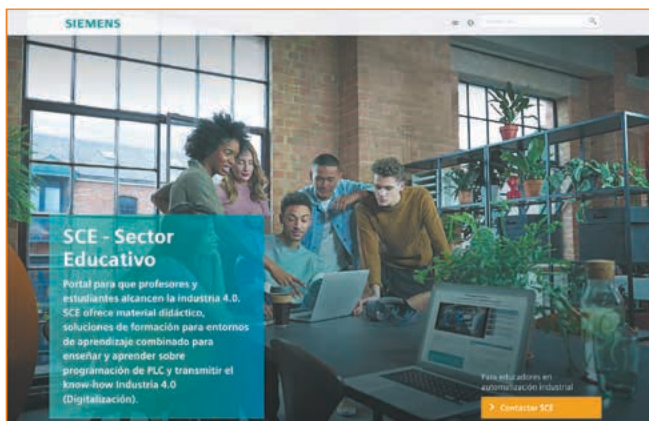 SIEMENS
SCE - Sector
Educativo
Portal para que profesores y
estudiantes alcancen la industria 4.0.
SCE ofrece material didáctico,
soluciones de formación para entornos
de aprendizaje combinado para
enseñar y aprender sobre
programación de PLC y transmitir el
know-how Industria 4.0
(Digitalización).
Para educadores en
automatización industrial
Contactar SCE